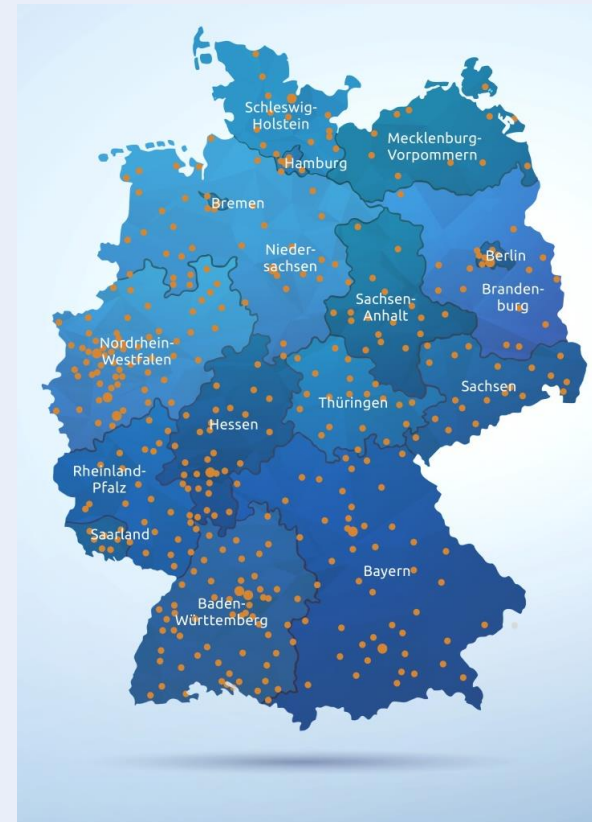 Schleswig-
Holstein
Mecklenburg-
Vorpommern
Hamburg
Bremen
Nieder-
sachsen
Berlin
Branden-
burg
Sachsen-
Anhalt
Nordrhein-
Westfalen
Sachsen
Thüringen
Hessen
Rheinland-
Pfalz
Saarland
Bayern
Baden-
Württemberg